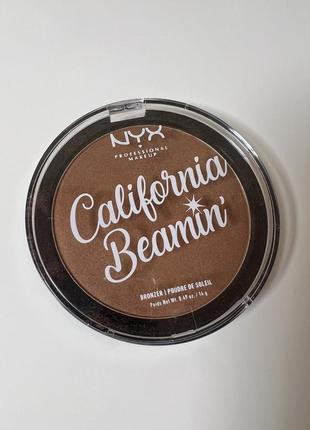 NYX
PROFESSIONAL MAKEUP
California
Beamin'
BRONZER | POUDRE DE SOLEIL
Poids Net Wt. 0.49 oz. / 14 g